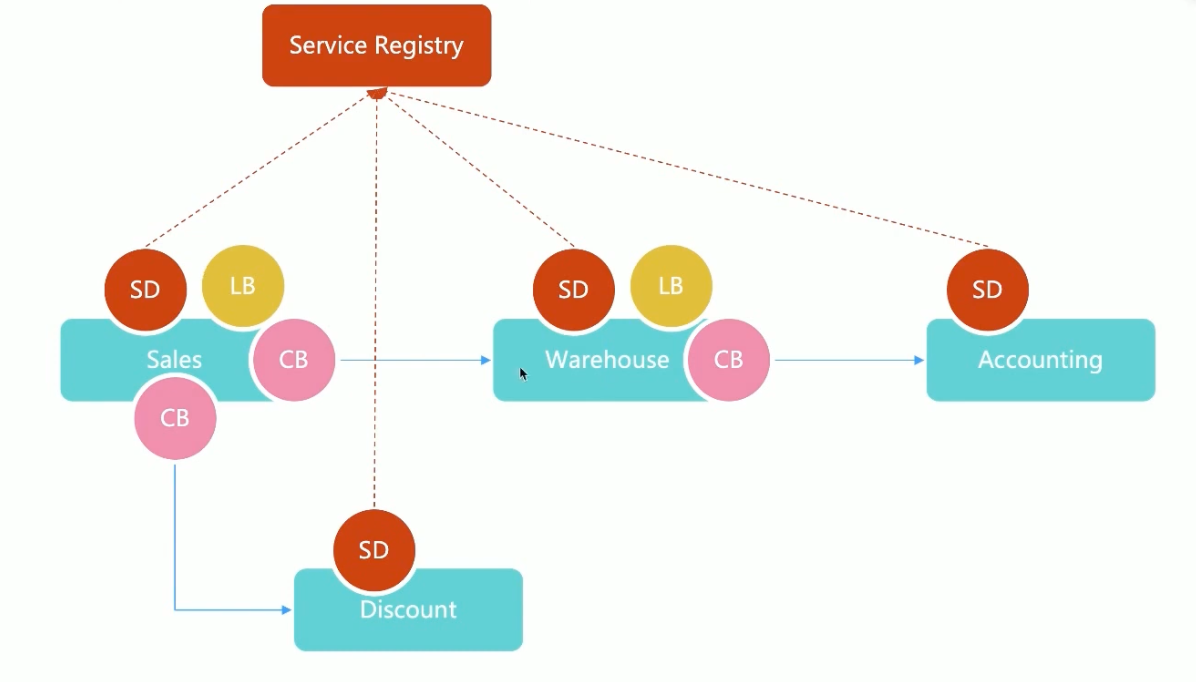 Service Registry
SD
LB
SD
LB
SD
Sales
CB
Warehouse
CB
Accounting
CB
SD
Discount